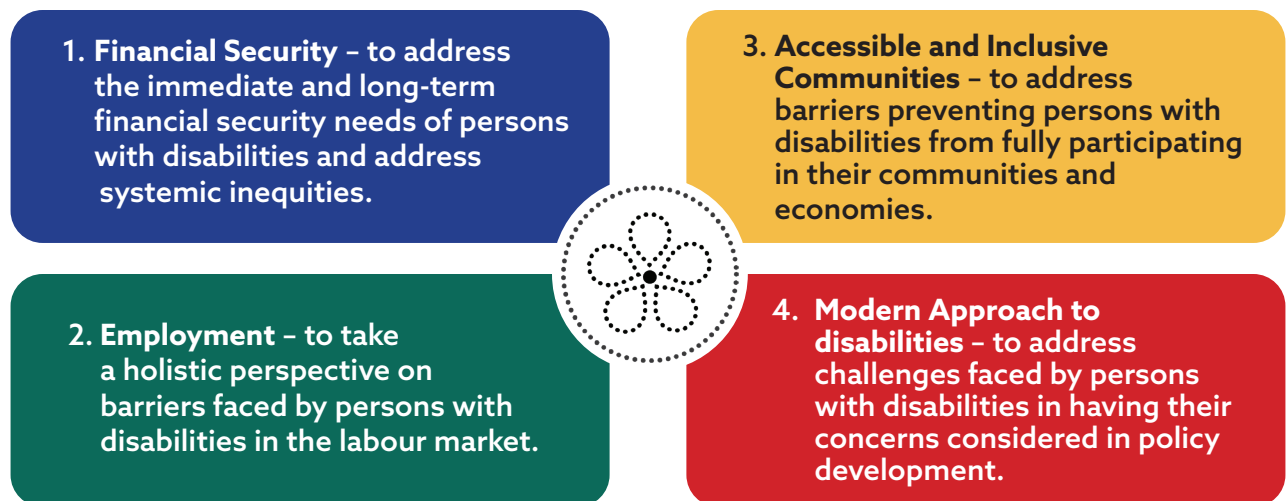 1. Financial Security – to address
the immediate and long-term
financial security needs of persons
with disabilities and address
systemic inequities.
2. Employment – to take
a holistic perspective on
barriers faced by persons with
disabilities in the labour market.
3. Accessible and Inclusive
Communities – to address
barriers preventing persons with
disabilities from fully participating
in their communities and
economies.
4. Modern Approach to
disabilities – to address
challenges faced by persons
with disabilities in having their
concerns considered in policy
development.